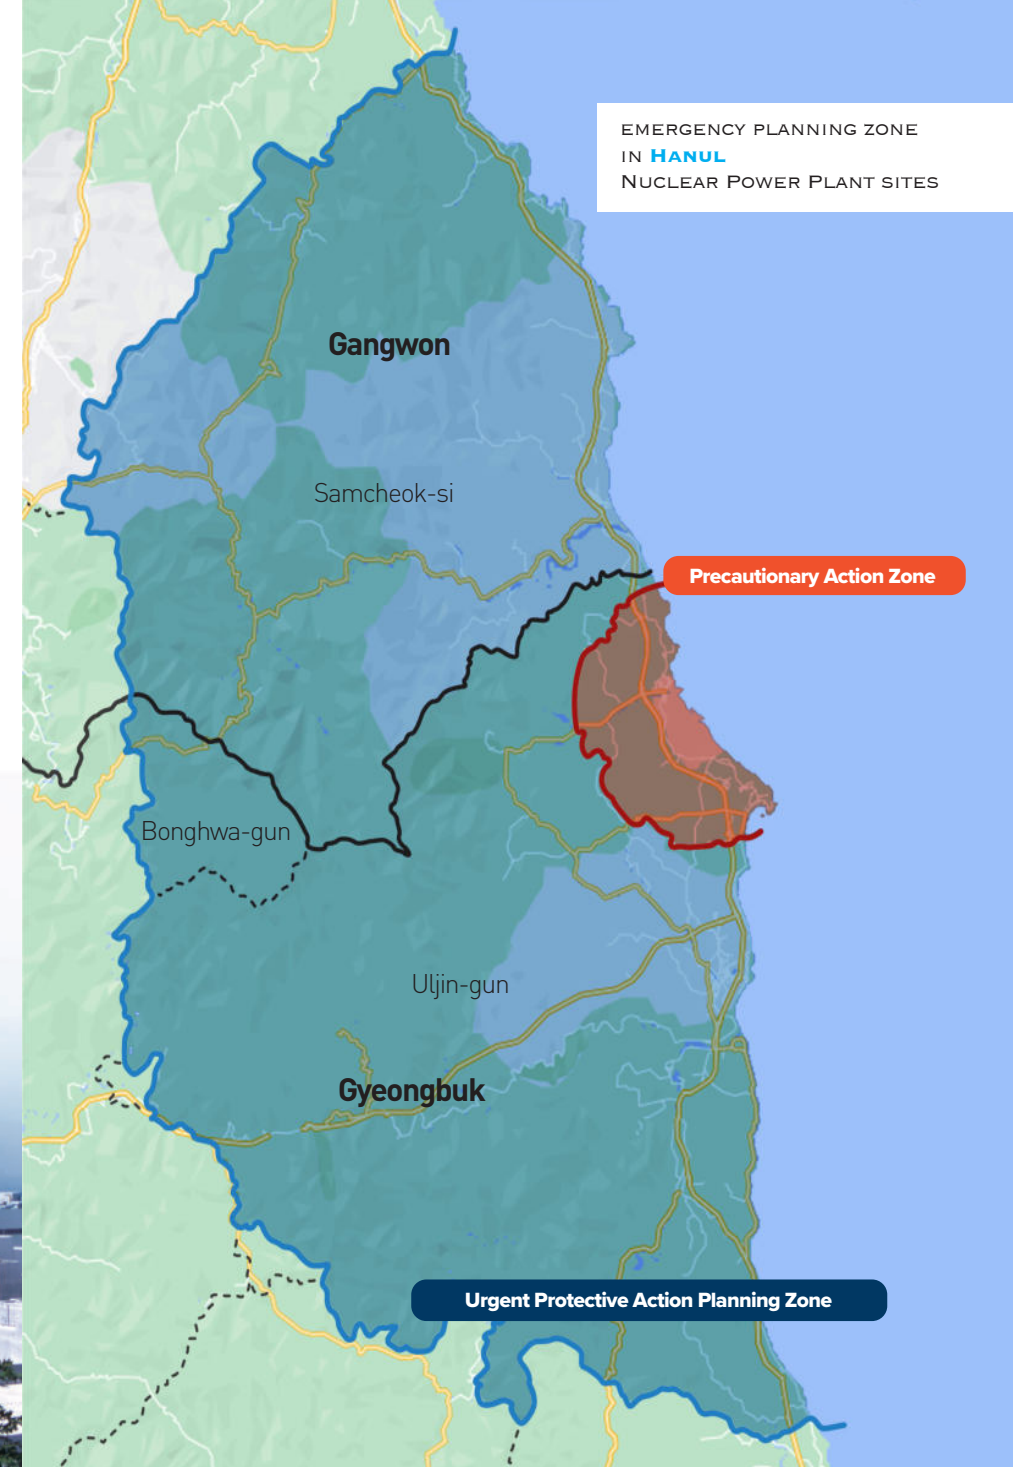 EMERGENCY PLANNING ZONE
IN HANUL
NUCLEAR POWER PLANT SITES
Gangwon
Samcheok-si
Precautionary Action Zone
Bonghwa-gun
Uljin-gun
Gyeongbuk
Urgent Protective Action Planning Zone